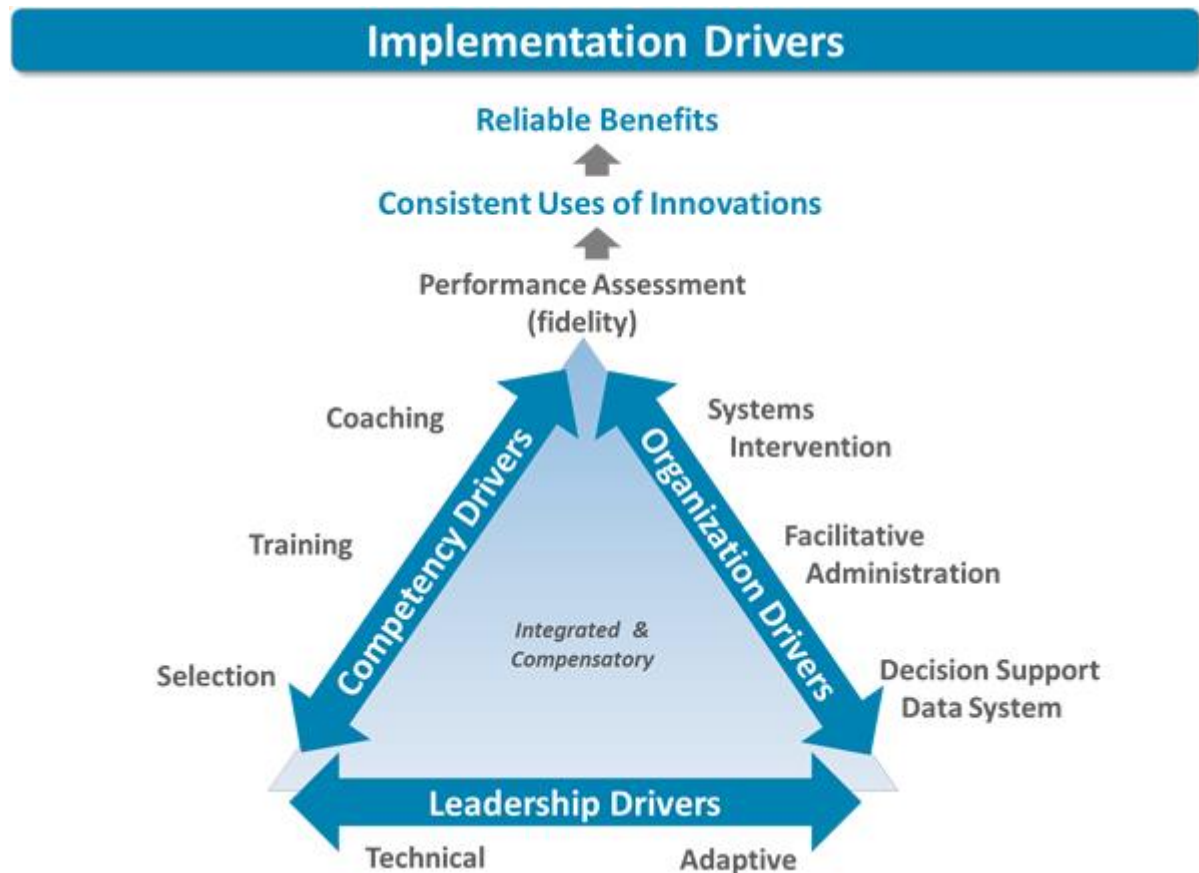 Implementation Drivers
Reliable Benefits
Consistent Uses of Innovations
Performance Assessment
(fidelity)
Coaching
Training
Selection
Competency Drivers
Integrated &
Compensatory
Organization Drivers
Systems
Intervention
Facilitative
Administration
Decision Support
Data System
Leadership Drivers
Technical
Adaptive